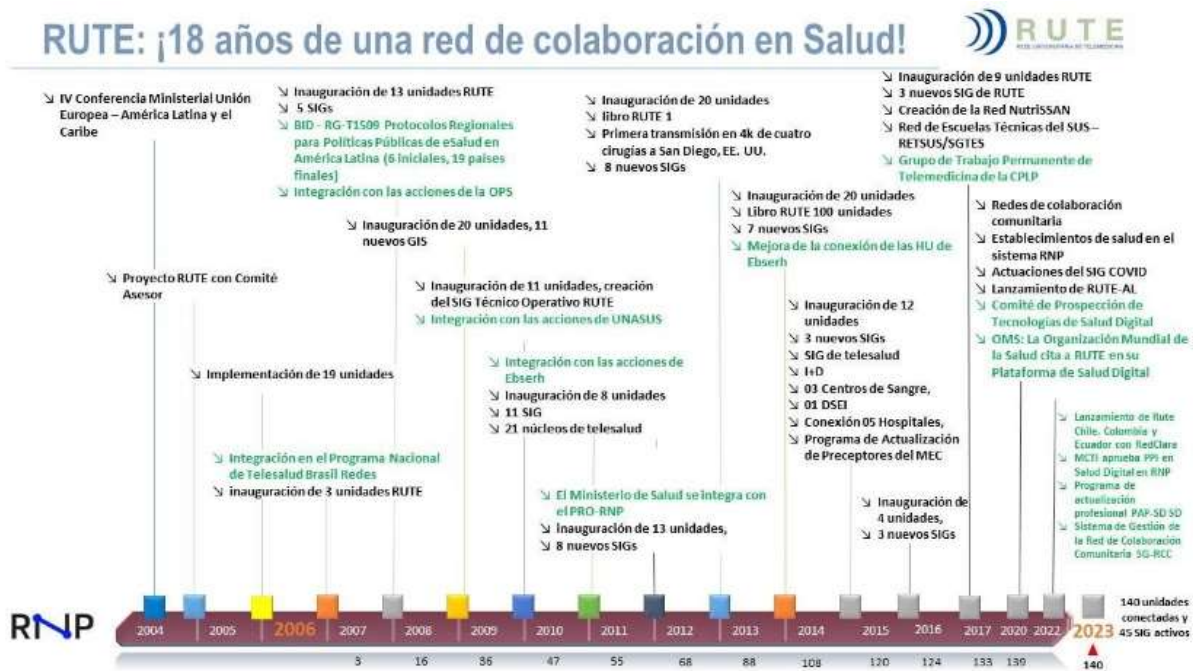 RUTE: ¡18 años de una red de colaboración en Salud!
RUTE
REDE UNIVERSITÁRIA DE TELEMEDICINA
IV Conferencia Ministerial Unión
Europea – América Latina y el
Caribe
Inauguración de 13 unidades RUTE
5 SIGs
BID - RG-T1509 Protocolos Regionales
para Políticas Públicas de eSalud en
América Latina (6 iniciales, 19 países
finales)
Integración con las acciones de la OPS
Inauguración de 20 unidades
libro RUTE 1
Primera transmisión en 4k de cuatro
cirugías a San Diego, EE. UU.
8 nuevos SIGs
Inauguración de 9 unidades RUTE
3 nuevos SIG de RUTE
Creación de la Red NutriSSAN
Red de Escuelas Técnicas del SUS –
RETSUS/SGTES
Grupo de Trabajo Permanente de
Telemedicina de la CPLP
Inauguración de 20 unidades
Libro RUTE 100 unidades
7 nuevos SIGs
Mejora de la conexión de las HU de
Ebserh
Redes de colaboración
comunitaria
Establecimientos de salud en el
sistema RNP
Actuaciones del SIG COVID
Lanzamiento de RUTE-AL
Comité de Prospección de
Tecnologías de Salud Digital
OMS: La Organización Mundial de
la Salud cita a RUTE en su
Plataforma de Salud Digital
Inauguración de 20 unidades, 11
nuevos GIS
Proyecto RUTE con Comité
Asesor
Inauguración de 11 unidades, creación
del SIG Técnico Operativo RUTE
Integración con las acciones de UNASUS
Inauguración de 12
unidades
3 nuevos SIGs
SIG de telesalud
I+D
03 Centros de Sangre,
01 DSEI
Conexión 05 Hospitales,
Programa de Actualización
de Preceptores del MEC
Implementación de 19 unidades
Integración con las acciones de
Ebserh
Inauguración de 8 unidades
11 SIG
21 núcleos de telesalud
Lanzamiento de Rute
Chile, Colombia y
Ecuador con RedClara
MCTI aprueba PPI en
Salud Digital en RNP
Programa de
actualización
profesional PAP-SD SD
Sistema de Gestión de
la Red de Colaboración
Comunitaria SG-RCC
Integración en el Programa Nacional
de Telesalud Brasil Redes
inauguración de 3 unidades RUTE
El Ministerio de Salud se integra con
el PRO-RNP
inauguración de 13 unidades,
8 nuevos SIGs
Inauguración de
4 unidades,
3 nuevos SIGs
RNP
2004 2005 2006 2007 2008 2009 2010 2011 2012 2013 2014 2015 2016 2017 2020 2022 2023
140 unidades
conectadas y
45 SIG activos
3 16 36 47 55 68 88 108 120 124 133 139 140